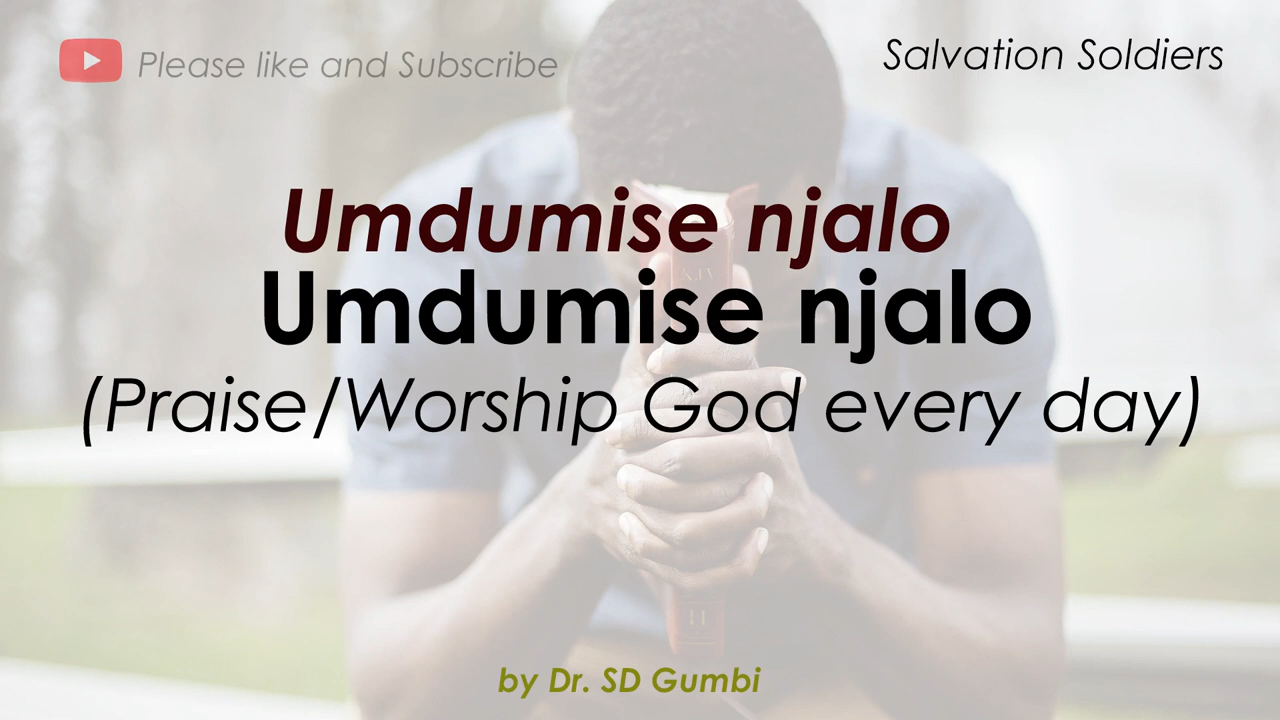 Please like and Subscribe
Salvation Soldiers
Umdumise njalo
Umdumise njalo
(Praise/Worship God every day)
KJV
by Dr. SD Gumbi